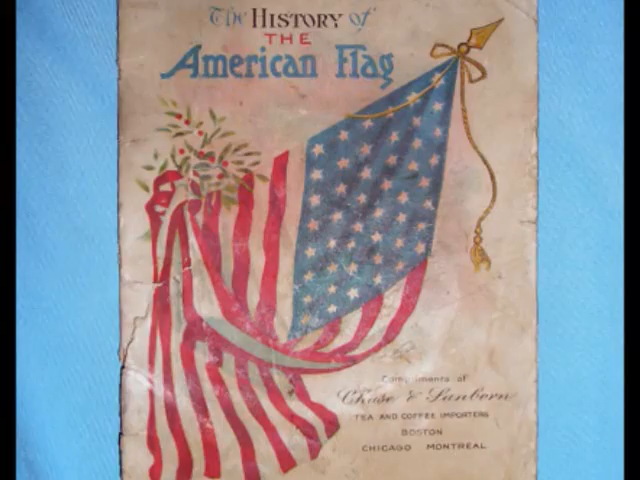 The HISTORY of
THE
American Flag
Compliments of
Chase & Sanborn
TEA AND COFFEE IMPORTERS
BOSTON
CHICAGO MONTREAL